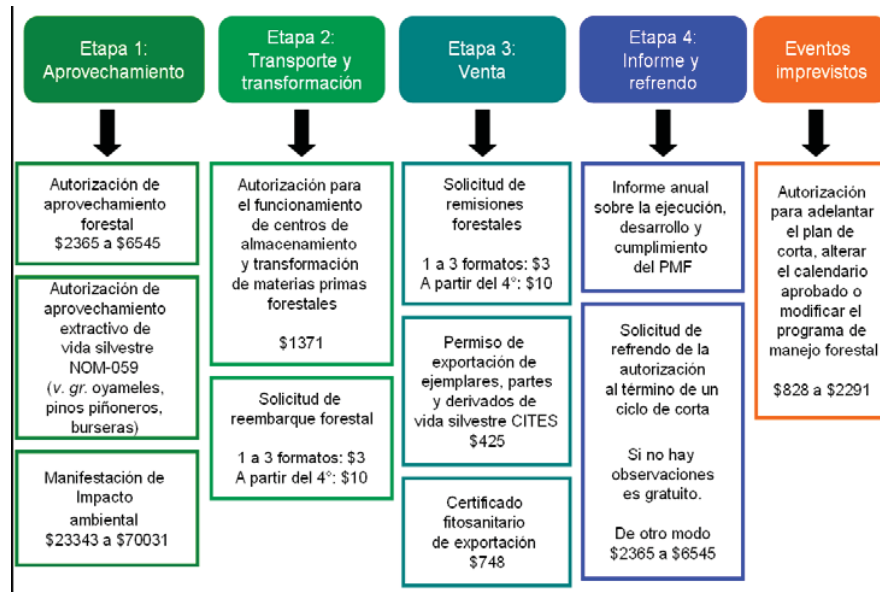 Etapa 1:
Aprovechamiento
Autorización de
aprovechamiento
forestal
$2365 a $6545
Autorización de
aprovechamiento
extractivo de
vida silvestre
NOM-059
(v. gr. oyameles,
pinos piñoneros,
burseras)
Manifestación de
Impacto
ambiental
$23343 a $70031
Etapa 2:
Transporte y
transformación
Autorización para
el funcionamiento
de centros de
almacenamiento
y transformación
de materias primas
forestales
$1371
Solicitud de
reembarque forestal
1 a 3 formatos: $3
A partir del 4°: $10
Etapa 3:
Venta
Solicitud de
remisiones
forestales
1 a 3 formatos: $3
A partir del 4°: $10
Permiso de
exportación de
ejemplares, partes
y derivados de
vida silvestre CITES
$425
Certificado
fitosanitario
de exportación
$748
Etapa 4:
Informe y
refrendo
Informe anual
sobre la ejecución,
desarrollo y
cumplimiento
del PMF
Solicitud de
refrendo de la
autorización
al término de un
ciclo de corta
Si no hay
observaciones
es gratuito.
De otro modo
$2365 a $6545
Eventos
imprevistos
Autorización
para adelantar
el plan de
corta, alterar
el calendario
aprobado o
modificar el
programa de
manejo forestal
$828 a $2291